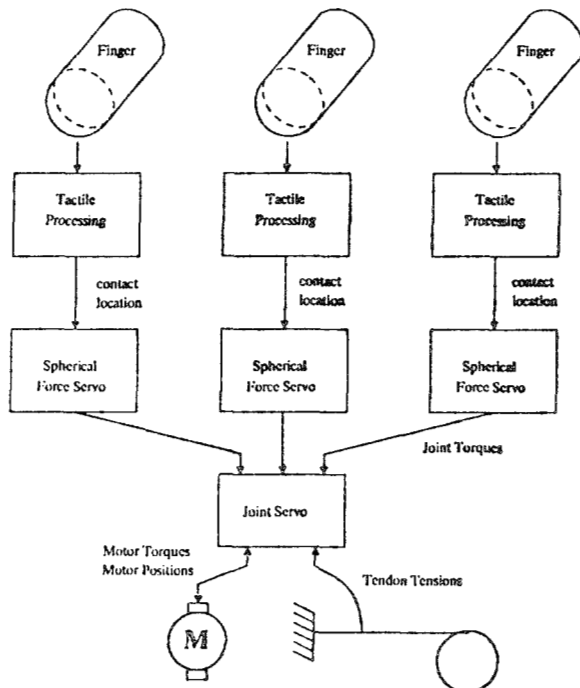 Finger
Finger
Finger
Tactile
Processing
Tactile
Processing
Tactile
Processing
contact
location
contact
location
contact
location
Spherical
Force Servo
Spherical
Force Servo
Spherical
Force Servo
Joint Torques
Joint Servo
Motor Torques
Motor Positions
Tendon Tensions
M